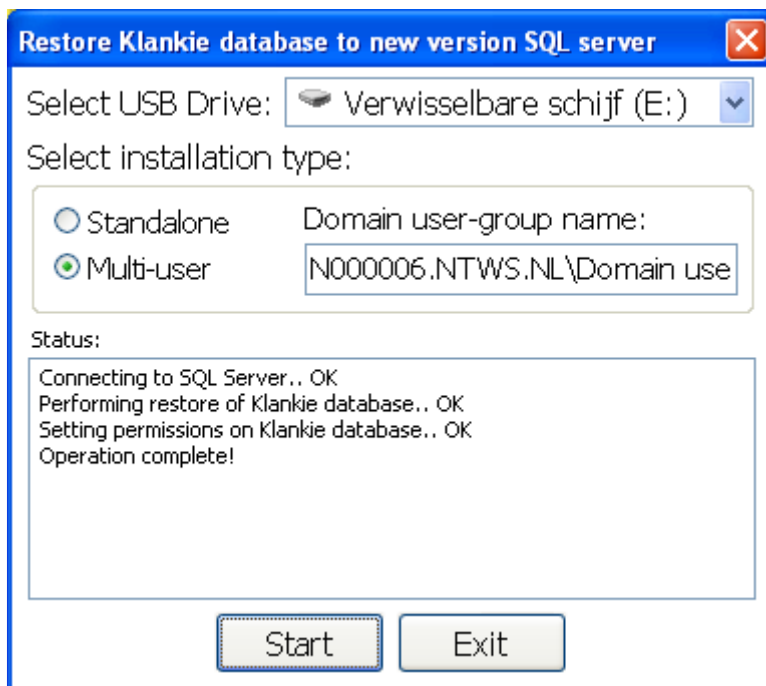 Restore Klankie database to new version SQL server
Select USB Drive: Verwisselbare schijf (E:)
Select installation type:
Standalone Domain user-group name:
Multi-user N000006.NTWS.NL\Domain use
Status:
Connecting to SQL Server.. OK
Performing restore of Klankie database.. OK
Setting permissions on Klankie database.. OK
Operation complete!
Start Exit